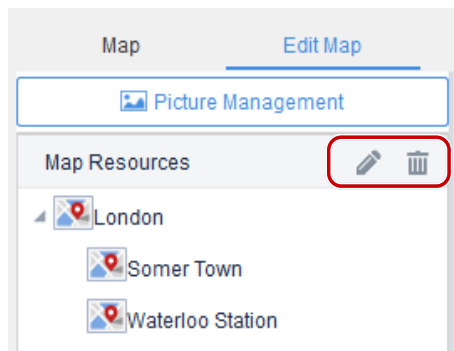 Map Edit Map
Picture Management
Map Resources
London
Somer Town
Waterloo Station